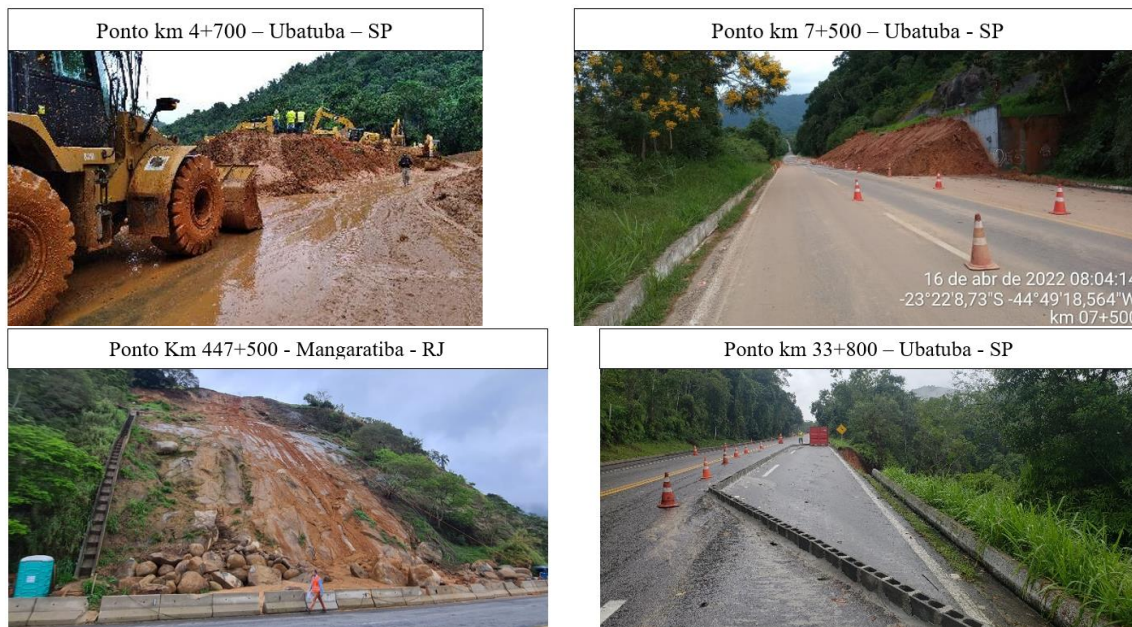 Ponto km 4+700 – Ubatuba – SP
Ponto km 7+500 – Ubatuba - SP
16 de abr de 2022 08:04:14
-23°22'8,73"S -44°49'18,564"W
km 07+500
Ponto Km 447+500 - Mangaratiba - RJ
Ponto km 33+800 – Ubatuba - SP